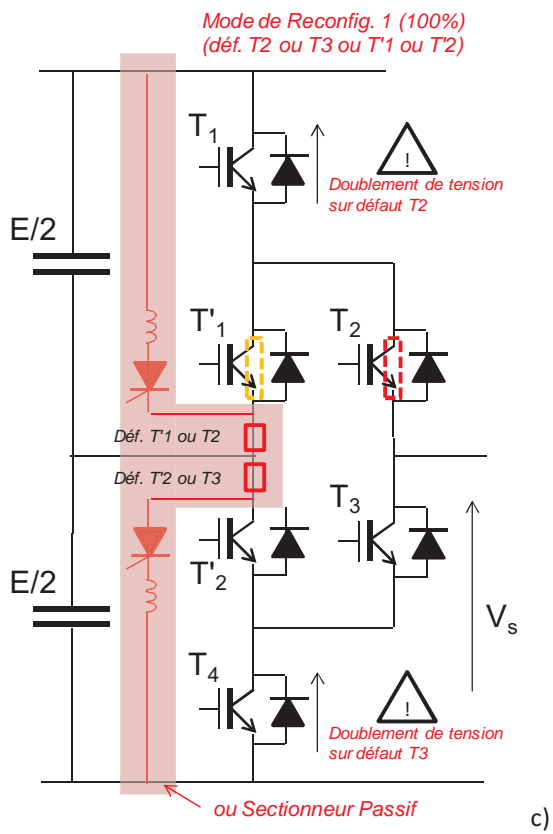 Mode de Reconfig. 1 (100%)
(déf. T2 ou T3 ou T'1 ou T'2)
T1
!
Doublement de tension
sur défaut T2
E/2
T'1
T2
Déf. T'1 ou T2
Déf. T'2 ou T3
T3
T'2
E/2
Vs
T4
!
Doublement de tension
sur défaut T3
ou Sectionneur Passif
c)